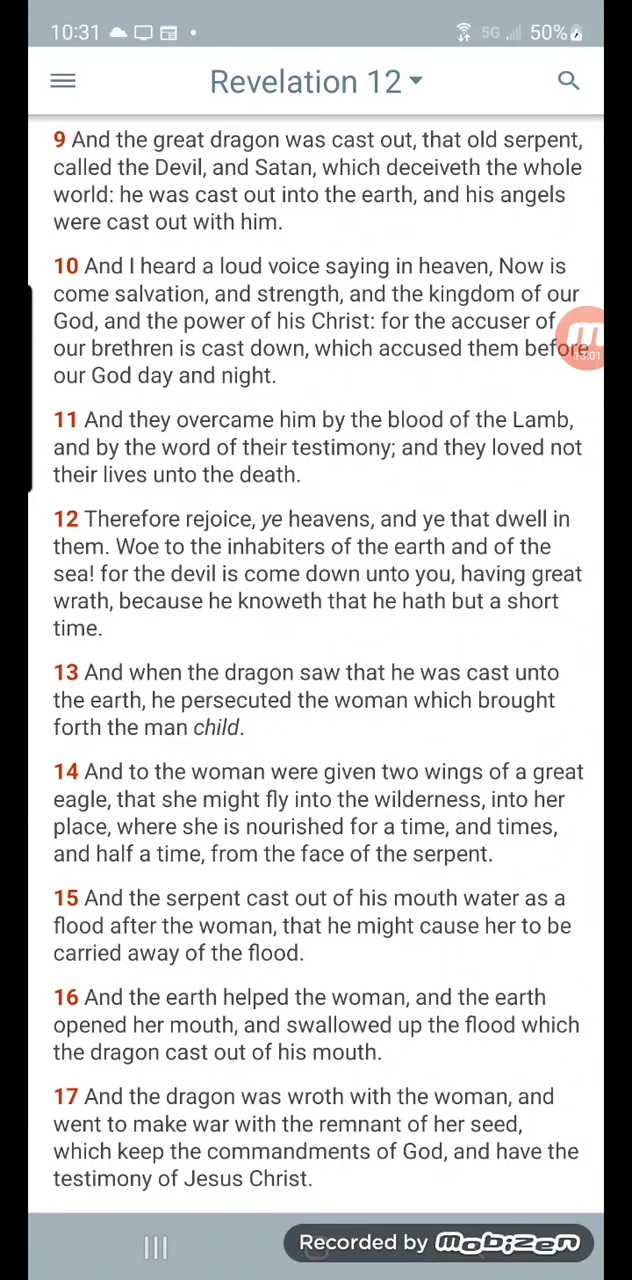 10:31 5G 50%
Revelation 12
9 And the great dragon was cast out, that old serpent,
called the Devil, and Satan, which deceiveth the whole
world: he was cast out into the earth, and his angels
were cast out with him.
10 And I heard a loud voice saying in heaven, Now is
come salvation, and strength, and the kingdom of our
God, and the power of his Christ: for the accuser of
our brethren is cast down, which accused them before
our God day and night.
13:01
11 And they overcame him by the blood of the Lamb,
and by the word of their testimony; and they loved not
their lives unto the death.
12 Therefore rejoice, ye heavens, and ye that dwell in
them. Woe to the inhabiters of the earth and of the
sea! for the devil is come down unto you, having great
wrath, because he knoweth that he hath but a short
time.
13 And when the dragon saw that he was cast unto
the earth, he persecuted the woman which brought
forth the man child.
14 And to the woman were given two wings of a great
eagle, that she might fly into the wilderness, into her
place, where she is nourished for a time, and times,
and half a time, from the face of the serpent.
15 And the serpent cast out of his mouth water as a
flood after the woman, that he might cause her to be
carried away of the flood.
16 And the earth helped the woman, and the earth
opened her mouth, and swallowed up the flood which
the dragon cast out of his mouth.
17 And the dragon was wroth with the woman, and
went to make war with the remnant of her seed,
which keep the commandments of God, and have the
testimony of Jesus Christ.
Recorded by mobizen